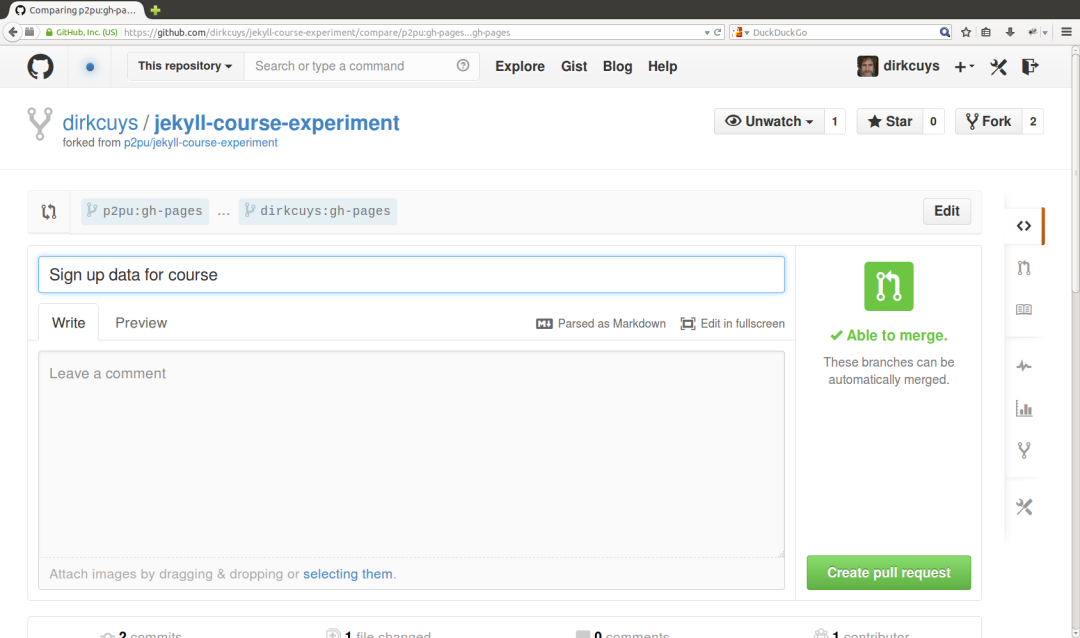 Comparing p2pu:gh-pa...
GitHub, Inc. (US) https://github.com/dirkcuys/jekyll-course-experiment/compare/p2pu:gh-pages...gh-pages DuckDuckGo
This repository Search or type a command Explore Gist Blog Help dirkcuys
dirkcuys / jekyll-course-experiment Unwatch 1 Star 0 Fork 2
forked from p2pu/jekyll-course-experiment
p2pu:gh-pages ... dirkcuys:gh-pages Edit
Sign up data for course
Write Preview Parsed as Markdown Edit in fullscreen
Able to merge.
These branches can be
automatically merged.
Leave a comment
Attach images by dragging & dropping or selecting them.
Create pull request
2 commits 1 file changed 0 comments 1 contributor